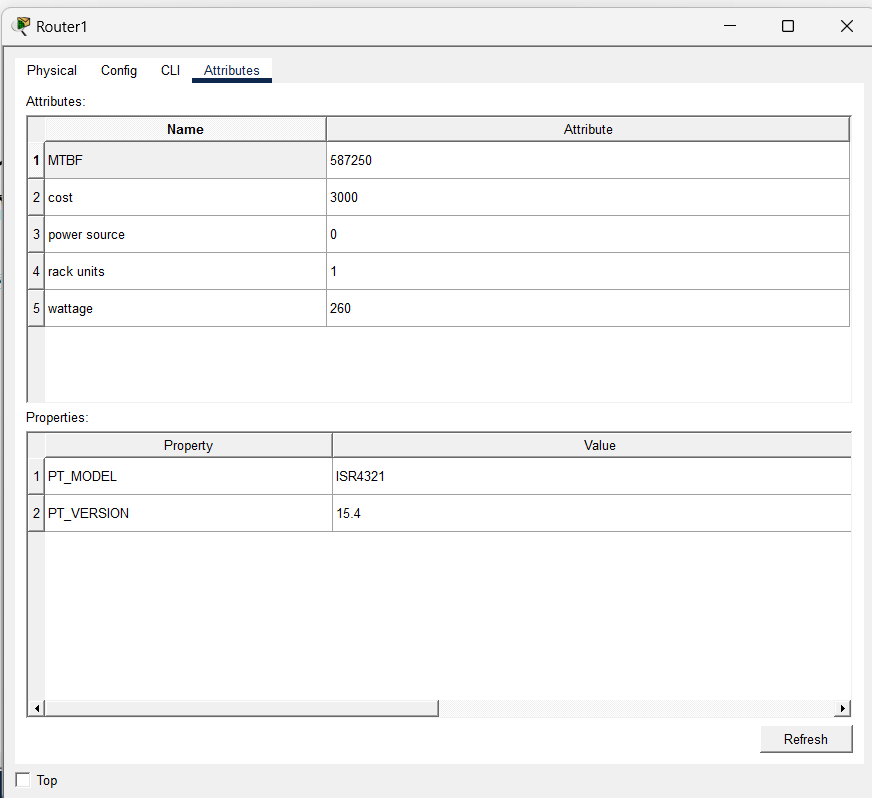 Router1
Physical Config CLI Attributes
Attributes:
Name Attribute
1 MTBF 587250
2 cost 3000
3 power source 0
4 rack units 1
5 wattage 260
Properties:
Property Value
1 PT_MODEL ISR4321
2 PT_VERSION 15.4
Refresh
Top